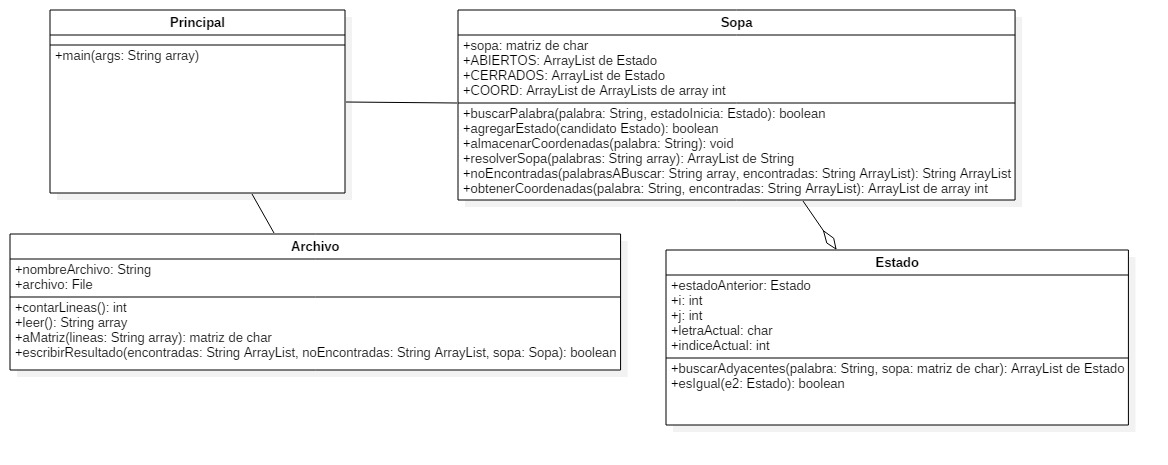 Principal
+main(args: String array)
Sopa
+sopa: matriz de char
+ABIERTOS: ArrayList de Estado
+CERRADOS: ArrayList de Estado
+COORD: ArrayList de ArrayLists de array int
+buscarPalabra(palabra: String, estadoInicia: Estado): boolean
+agregarEstado(candidato Estado): boolean
+almacenarCoordenadas(palabra: String): void
+resolverSopa(palabras: String array): ArrayList de String
+noEncontradas(palabrasABuscar: String array, encontradas: String ArrayList): String ArrayList
+obtenerCoordenadas(palabra: String, encontradas: String ArrayList): ArrayList de array int
Archivo
+nombreArchivo: String
+archivo: File
+contarLineas(): int
+leer(): String array
+aMatriz(lineas: String array): matriz de char
+escribirResultado(encontradas: String ArrayList, noEncontradas: String ArrayList, sopa: Sopa): boolean
Estado
+estadoAnterior: Estado
+i: int
+j: int
+letraActual: char
+indiceActual: int
+buscarAdyacentes(palabra: String, sopa: matriz de char): ArrayList de Estado
+esIgual(e2: Estado): boolean